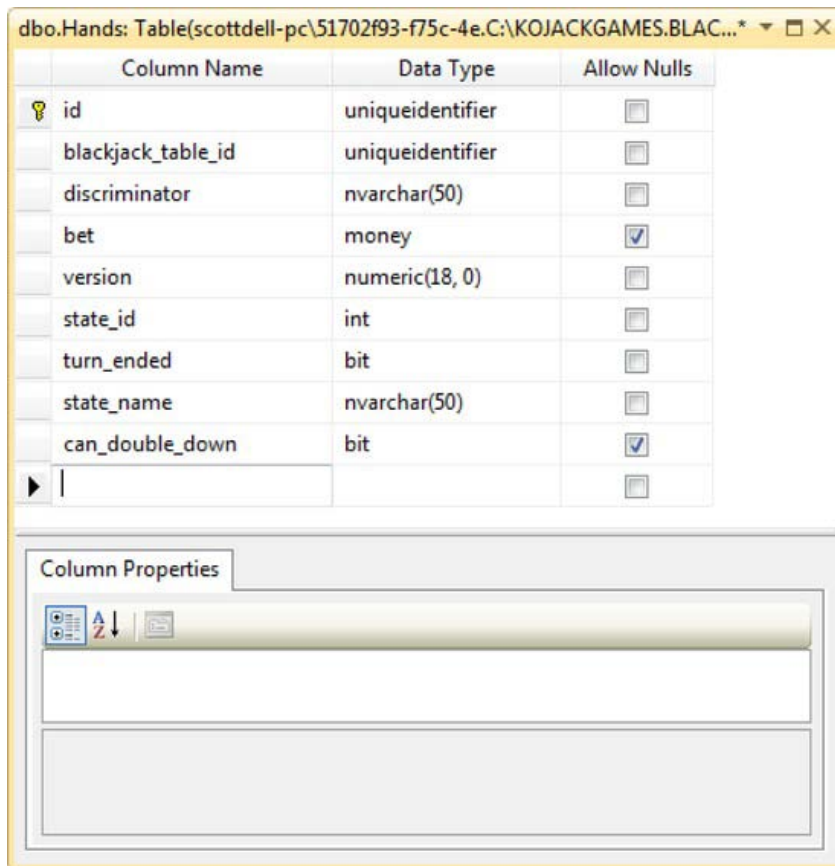 dbo.Hands: Table(scottdell-pc\51702f93-f75c-4e.C:\KOJACKGAMES.BLAC...*
Column Name Data Type Allow Nulls
id uniqueidentifier
blackjack_table_id uniqueidentifier
discriminator nvarchar(50)
bet money
version numeric(18, 0)
state_id int
turn_ended bit
state_name nvarchar(50)
can_double_down bit
Column Properties
A
Z